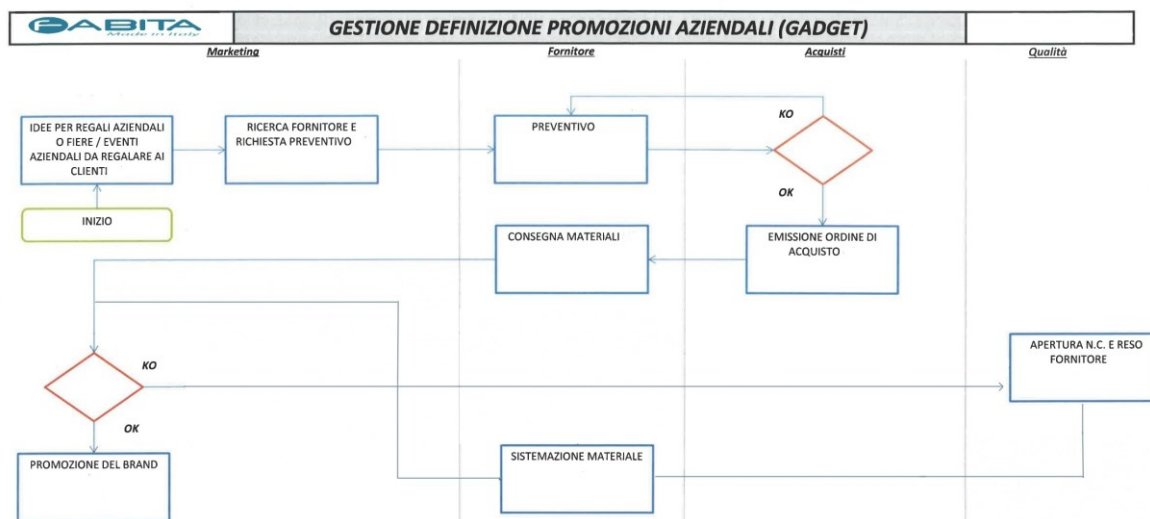 FABITA
Made in Italy
GESTIONE DEFINIZIONE PROMOZIONI AZIENDALI (GADGET)
Marketing
Fornitore
Acquisti
Qualità
IDEE PER REGALI AZIENDALI
O FIERE / EVENTI
AZIENDALI DA REGALARE AI
CLIENTI
RICERCA FORNITORE E
RICHIESTA PREVENTIVO
PREVENTIVO
KO
OK
INIZIO
CONSEGNA MATERIALI
EMISSIONE ORDINE DI
ACQUISTO
KO
APERTURA N.C. E RESO
FORNITORE
OK
PROMOZIONE DEL BRAND
SISTEMAZIONE MATERIALE